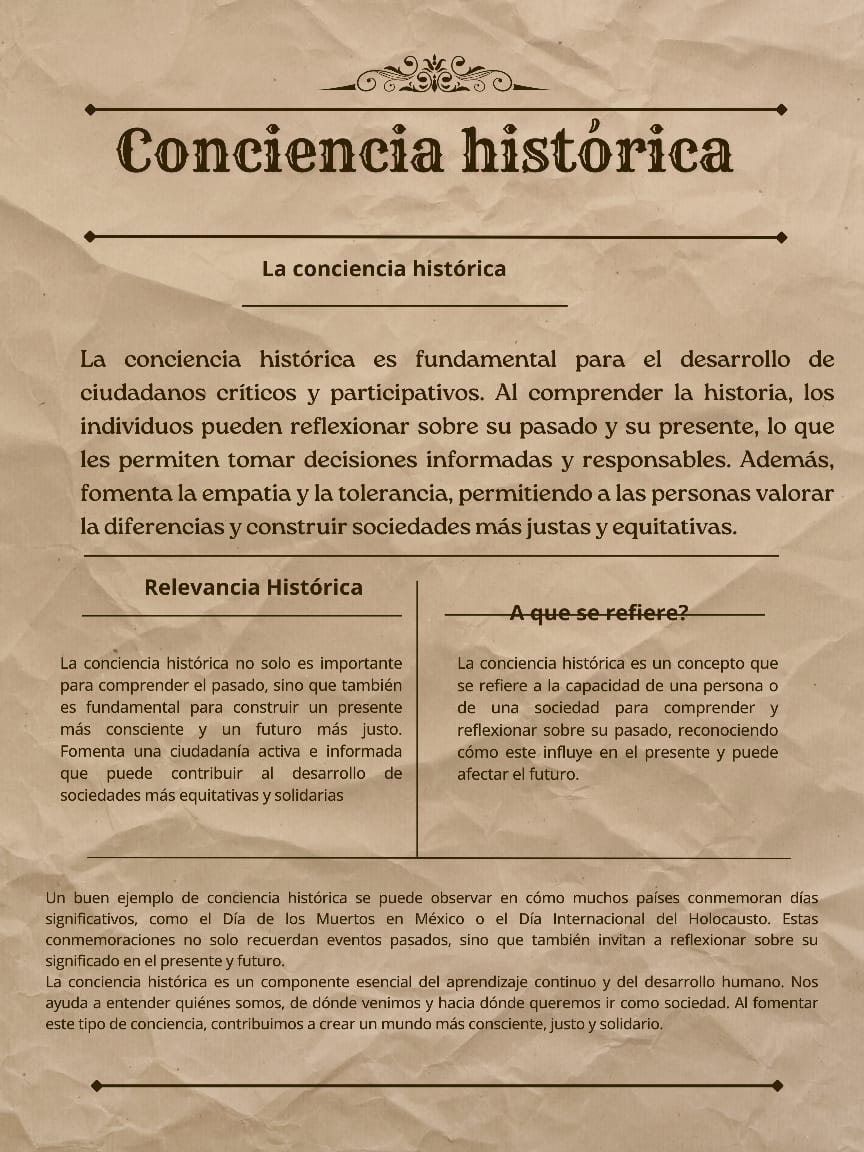 Conciencia histórica
La conciencia histórica
La conciencia histórica es fundamental para el desarrollo de
ciudadanos críticos y participativos. Al comprender la historia, los
individuos pueden reflexionar sobre su pasado y su presente, lo que
les permiten tomar decisiones informadas y responsables. Además,
fomenta la empatia y la tolerancia, permitiendo a las personas valorar
la diferencias y construir sociedades más justas y equitativas.
Relevancia Histórica
La conciencia histórica no solo es importante
para comprender el pasado, sino que también
es fundamental para construir un presente
más consciente y un futuro más justo.
Fomenta una ciudadanía activa e informada
que puede contribuir al desarrollo de
sociedades más equitativas y solidarias
A que se refiere?
La conciencia histórica es un concepto que
se refiere a la capacidad de una persona o
de una sociedad para comprender y
reflexionar sobre su pasado, reconociendo
cómo este influye en el presente y puede
afectar el futuro.
Un buen ejemplo de conciencia histórica se puede observar en cómo muchos países conmemoran días
significativos, como el Día de los Muertos en México o el Día Internacional del Holocausto. Estas
conmemoraciones no solo recuerdan eventos pasados, sino que también invitan a reflexionar sobre su
significado en el presente y futuro.
La conciencia histórica es un componente esencial del aprendizaje continuo y del desarrollo humano. Nos
ayuda a entender quiénes somos, de dónde venimos y hacia dónde queremos ir como sociedad. Al fomentar
este tipo de conciencia, contribuimos a crear un mundo más consciente, justo y solidario.